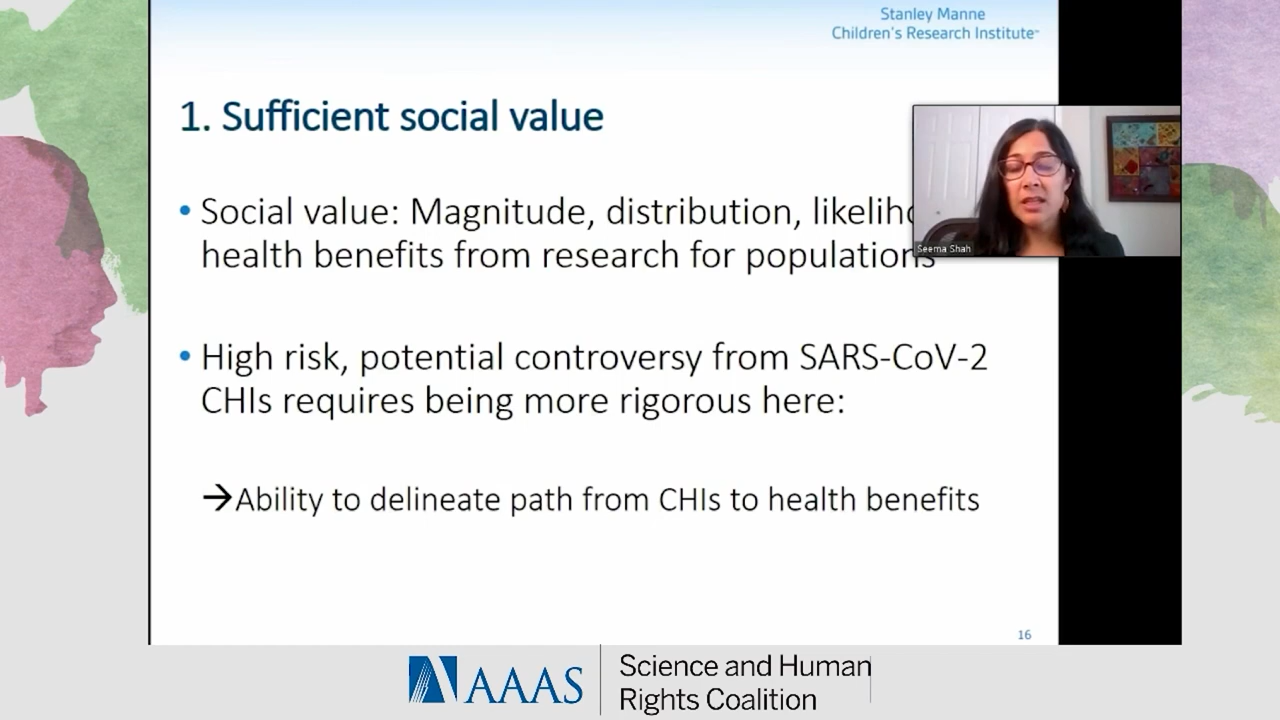 Stanley Manne
Children's Research Institute
1. Sufficient social value
• Social value: Magnitude, distribution,
health benefits from research for populations
Seema Shah
• High risk, potential controversy from SARS-CoV-2
CHIs requires being more rigorous here:
→Ability to delineate path from CHIs to health benefits
16
AAAS
Science and Human
Rights Coalition